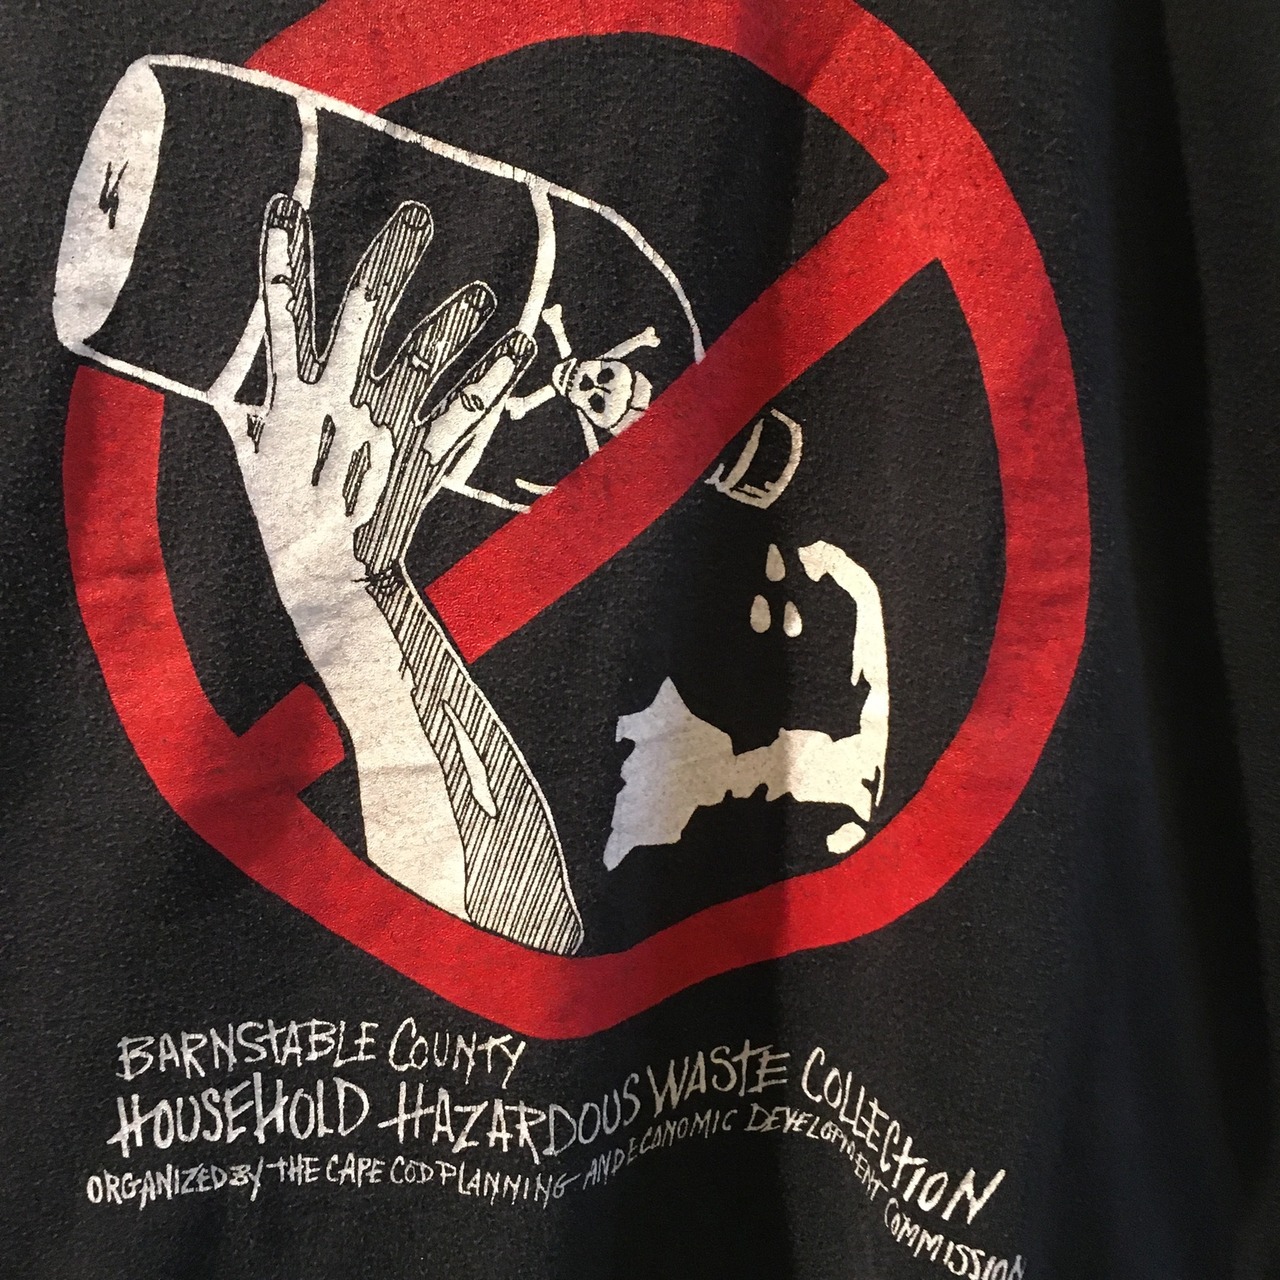 BARNSTABLE COUNTY
HOUSEHOLD HAZARDOUS WASTE COLLECTION
ORGANIZED BY THE CAPE COD PLANNING AND ECONOMIC DEVELOPMENT COMMISSION